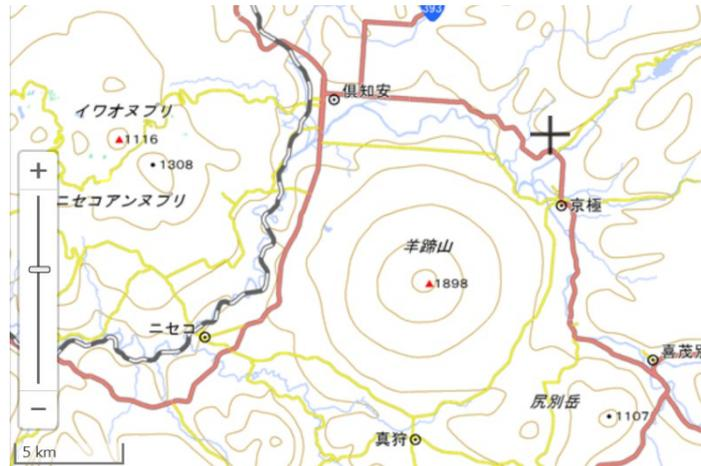 393
倶知安
イワオヌプリ
1116
1308
ニセコアンヌプリ
京極
羊蹄山
1898
ニセコ
喜茂別
尻別岳
1107
真狩
+
−
5 km